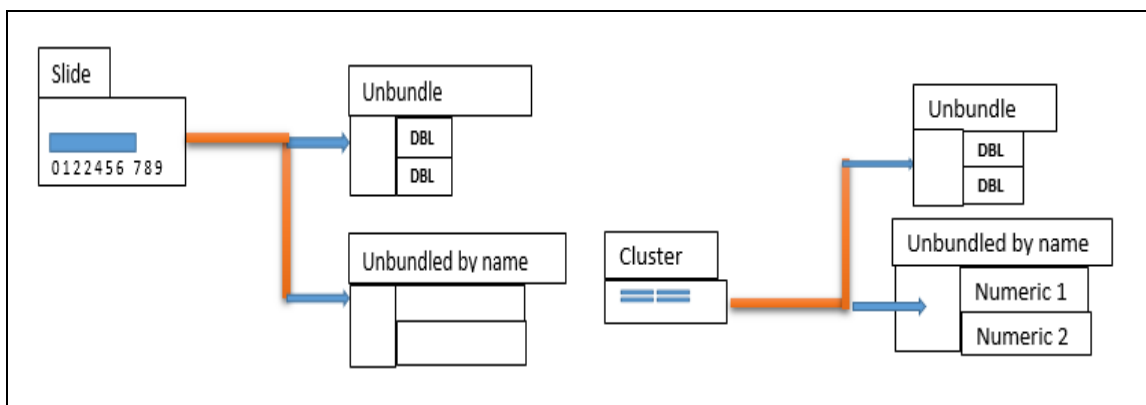 Slide
0122456 789
Unbundle
DBL
DBL
Unbundled by name
Cluster
Unbundle
DBL
DBL
Unbundled by name
Numeric 1
Numeric 2